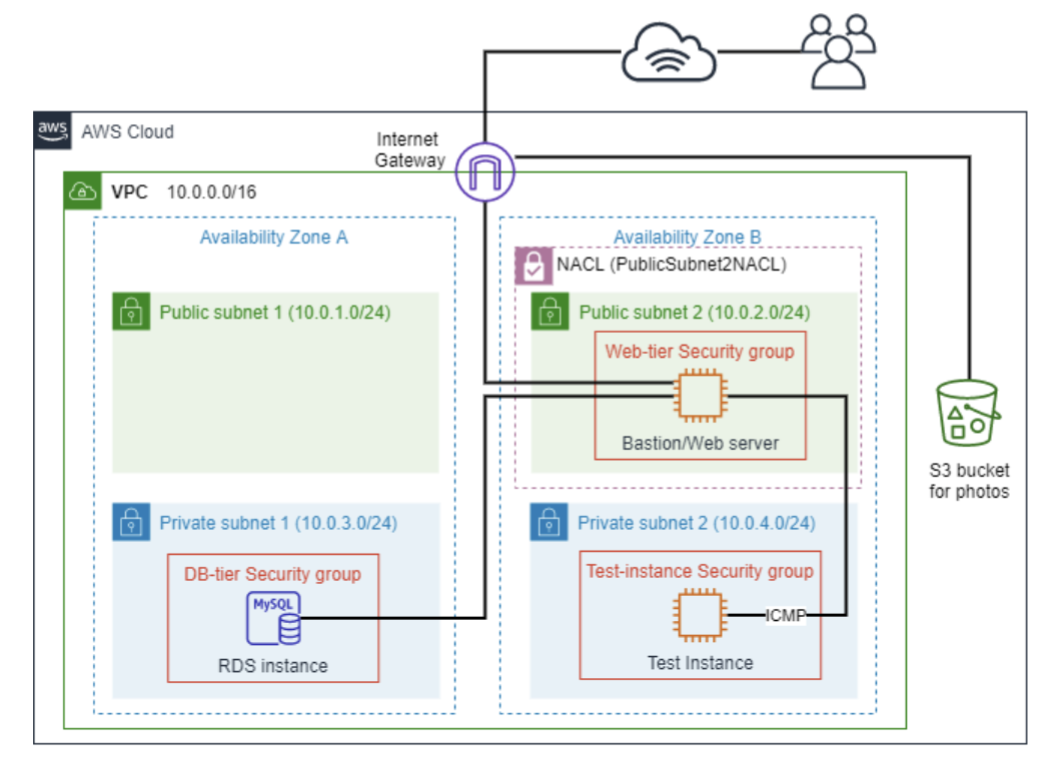 aws
AWS Cloud
Internet
Gateway
VPC 10.0.0.0/16
Availability Zone A
Availability Zone B
NACL (PublicSubnet2NACL)
Public subnet 1 (10.0.1.0/24)
Public subnet 2 (10.0.2.0/24)
Web-tier Security group
Bastion/Web server
S3 bucket
for photos
Private subnet 1 (10.0.3.0/24)
Private subnet 2 (10.0.4.0/24)
DB-tier Security group
MySQL
RDS instance
Test-instance Security group
ICMP
Test Instance